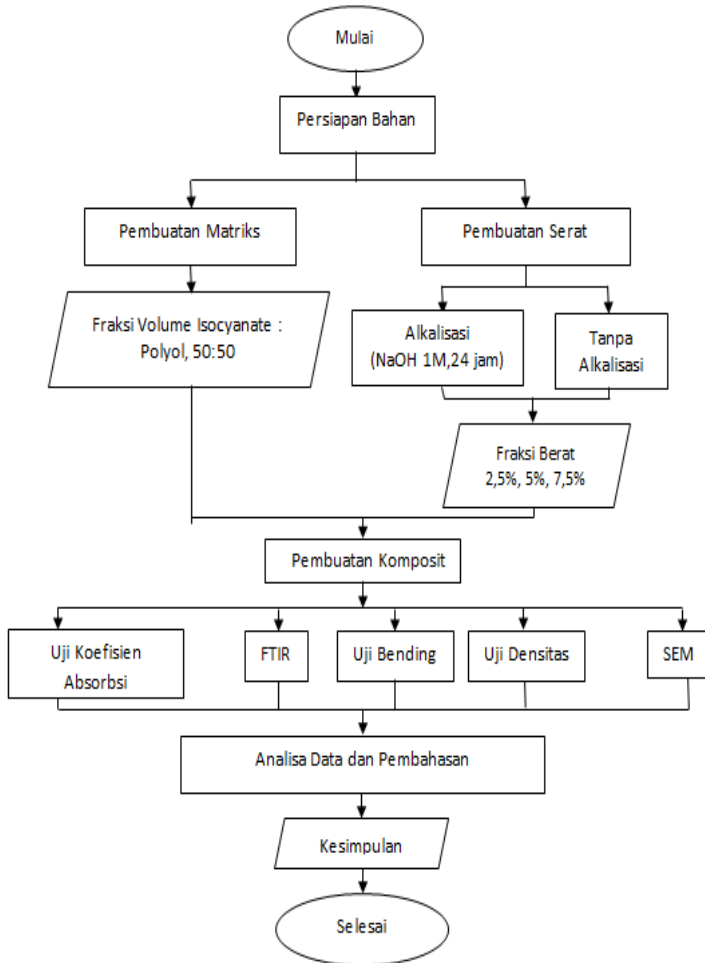 Mulai
Persiapan Bahan
Pembuatan Matriks
Pembuatan Serat
Fraksi Volume Isocyanate :
Polyol, 50:50
Alkalisasi
(NaOH 1M,24 jam)
Tanpa
Alkalisasi
Fraksi Berat
2,5%, 5%, 7,5%
Pembuatan Komposit
Uji Koefisien
Absorbsi
FTIR
Uji Bending
Uji Densitas
SEM
Analisa Data dan Pembahasan
Kesimpulan
Selesai